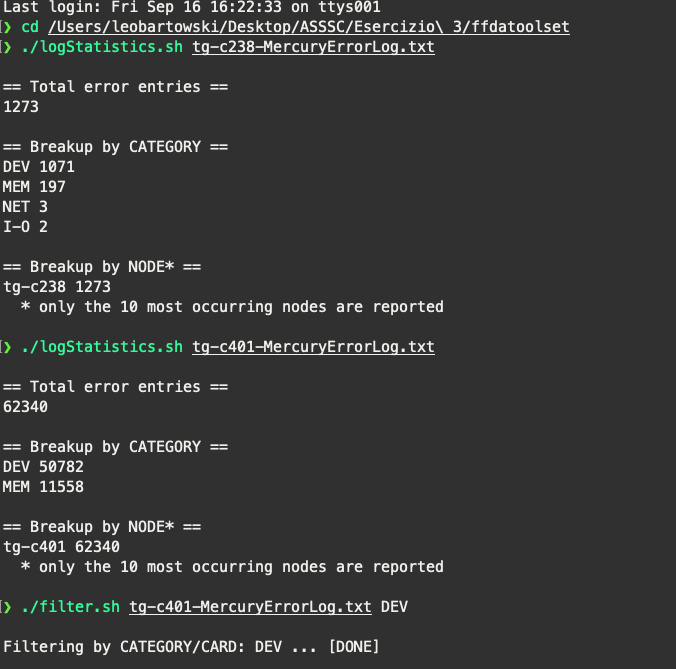 Last login: Fri Sep 16 16:22:33 on ttys001
❯ cd /Users/leobartowski/Desktop/ASSSC/Esercizio\ 3/ffdatoolset
❯ ./logStatistics.sh tg-c238-MercuryErrorLog.txt
== Total error entries ==
1273
== Breakup by CATEGORY ==
DEV 1071
MEM 197
NET 3
I-O 2
== Breakup by NODE* ==
tg-c238 1273
* only the 10 most occurring nodes are reported
❯ ./logStatistics.sh tg-c401-MercuryErrorLog.txt
== Total error entries ==
62340
== Breakup by CATEGORY ==
DEV 50782
MEM 11558
== Breakup by NODE* ==
tg-c401 62340
* only the 10 most occurring nodes are reported
❯ ./filter.sh tg-c401-MercuryErrorLog.txt DEV
Filtering by CATEGORY/CARD: DEV ... [DONE]